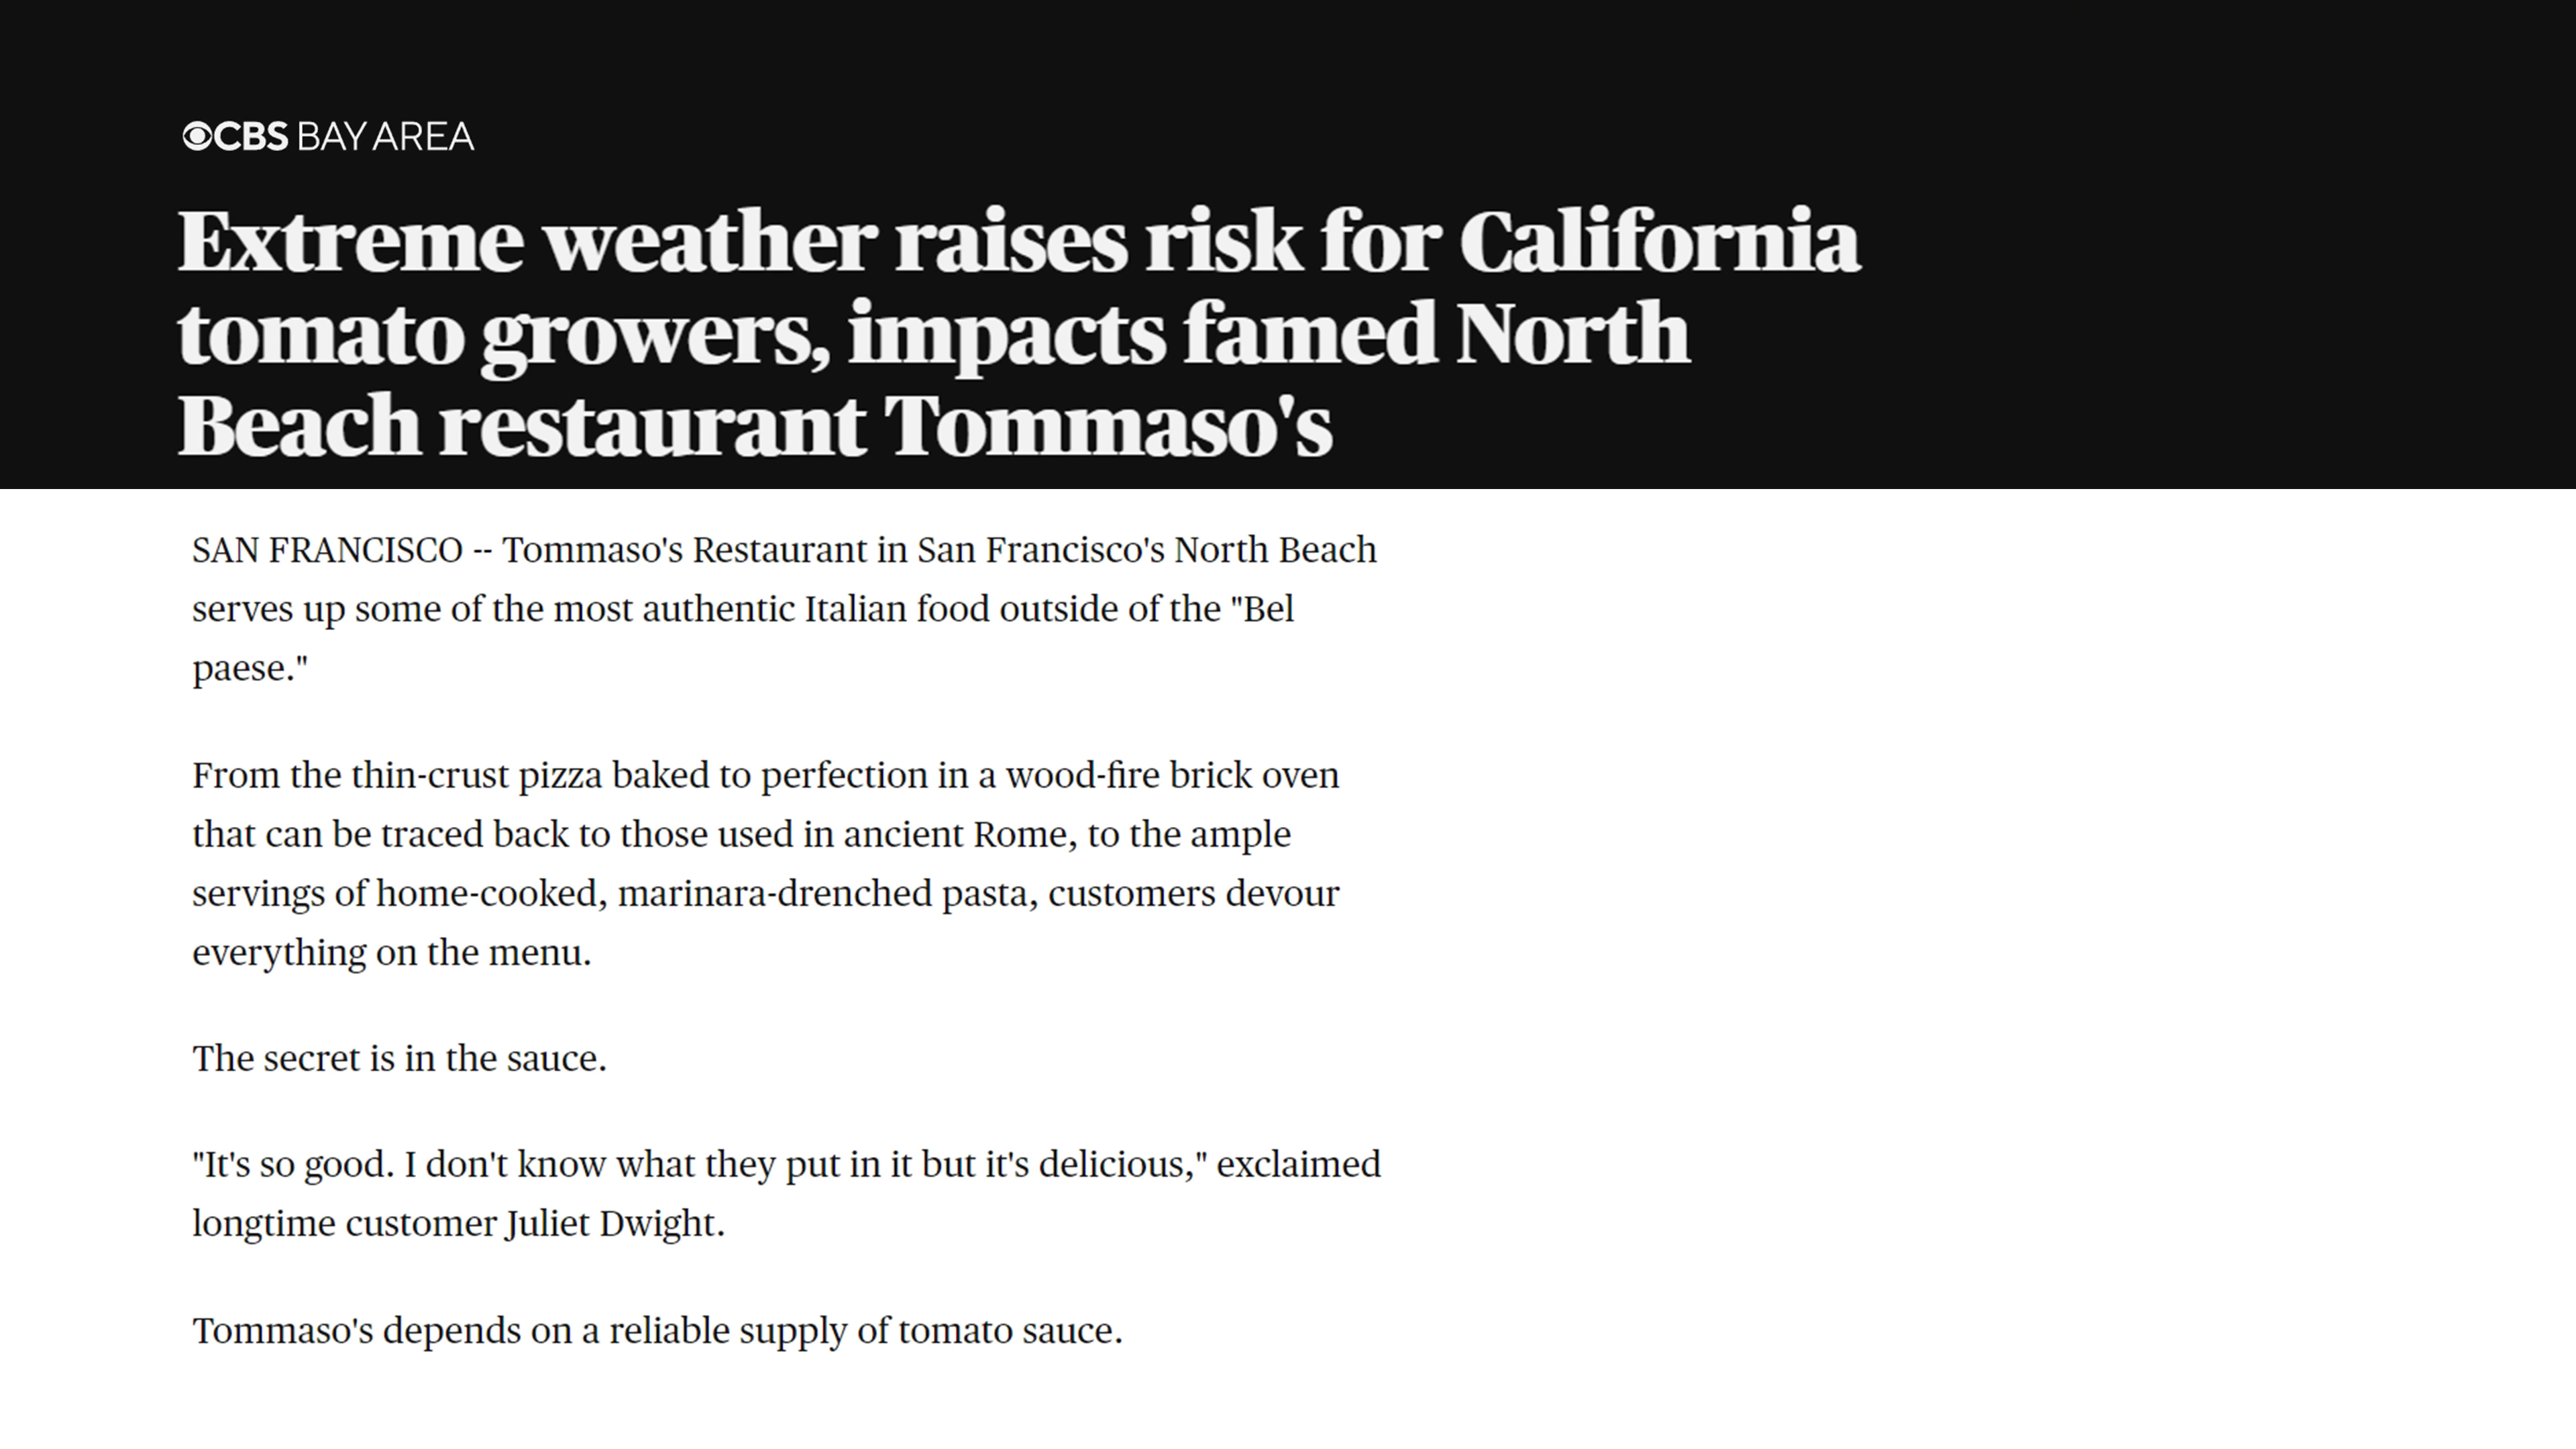 CBS BAY AREA
Extreme weather raises risk for California
tomato growers, impacts famed North
Beach restaurant Tommaso's
SAN FRANCISCO -- Tommaso's Restaurant in San Francisco's North Beach
serves up some of the most authentic Italian food outside of the "Bel
paese."
From the thin-crust pizza baked to perfection in a wood-fire brick oven
that can be traced back to those used in ancient Rome, to the ample
servings of home-cooked, marinara-drenched pasta, customers devour
everything on the menu.
The secret is in the sauce.
"It's so good. I don't know what they put in it but it's delicious," exclaimed
longtime customer Juliet Dwight.
Tommaso's depends on a reliable supply of tomato sauce.